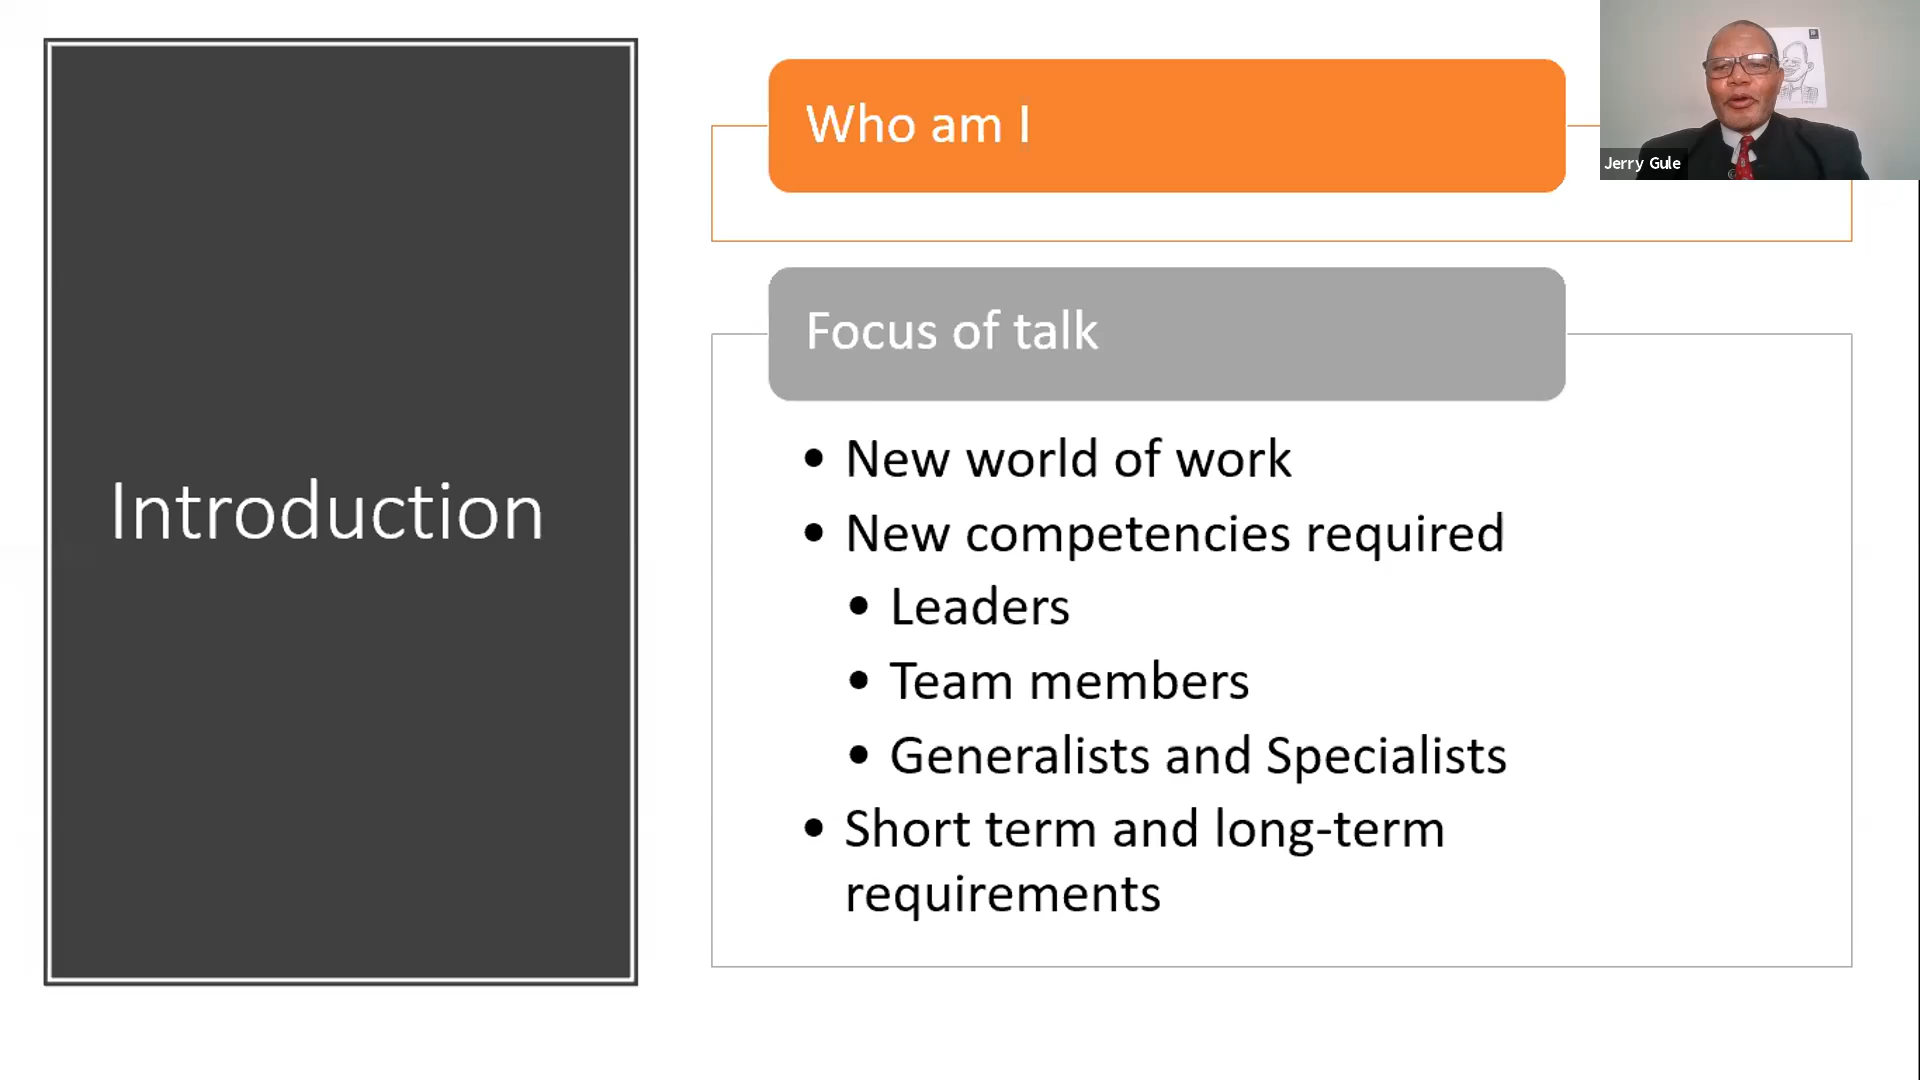 Introduction
Who am I
Focus of talk
• New world of work
• New competencies required
• Leaders
• Team members
• Generalists and Specialists
• Short term and long-term
requirements
Jerry Gule